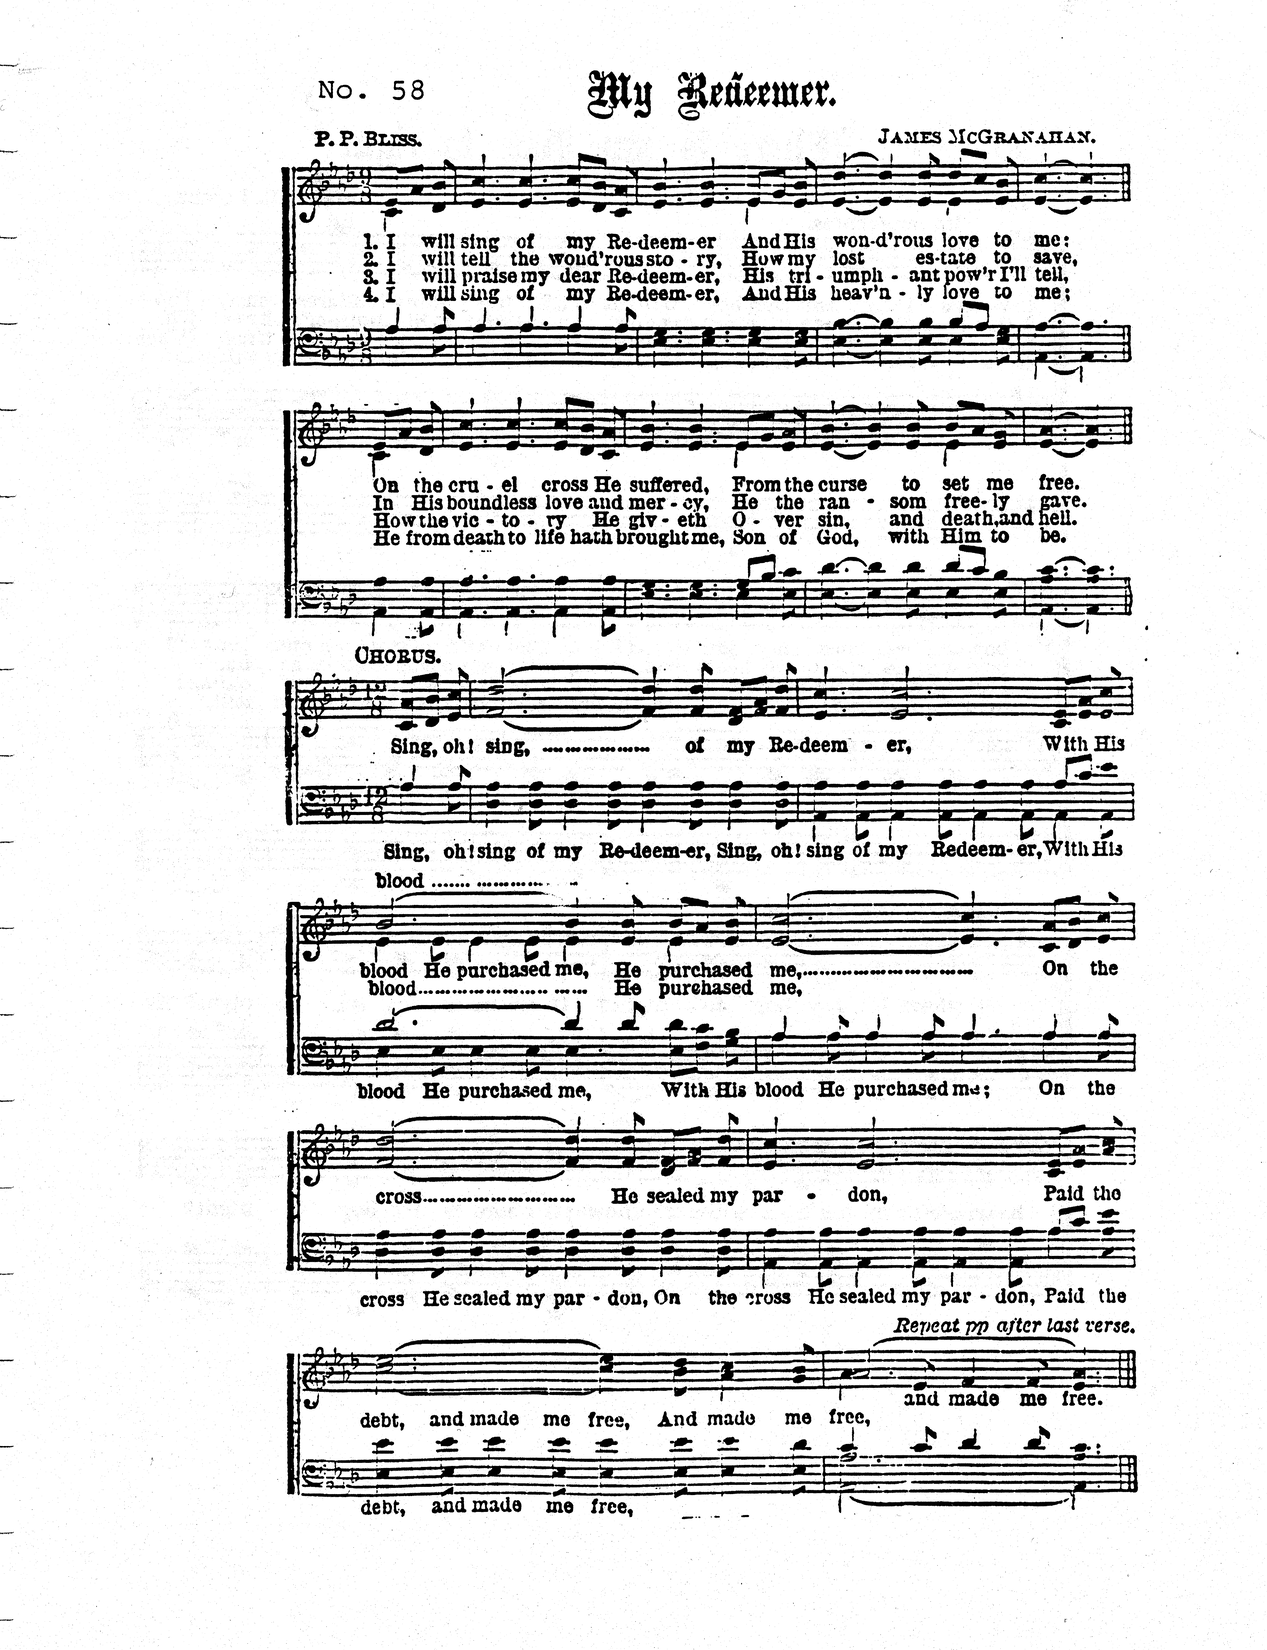 No. 58
My Redeemer.
P. P. BLISS.
JAMES McGRANAHAN.
1. I will sing of my Re-deem-er And His won-d'rous love to me:
2. I will tell the wond'rous sto - ry, How my lost es-tate to save,
3. I will praise my dear Re-deem-er, His tri - umph - ant pow'r I'll tell,
4. I will sing of my Re-deem-er, And His heav'n - ly love to me;
On the cru - el cross He suffered, From the curse to set me free.
In His boundless love and mer - cy, He the ran - som free-ly gave.
How the vic - to - ry He giv - eth O - ver sin, and death, and hell.
He from death to life hath brought me, Son of God, with Him to be.
CHORUS.
Sing, oh! sing, .................. of my Re-deem - er, With His
Sing, oh! sing of my Re-deem-er, Sing, oh! sing of my Redeem-er, With His
blood ....................
blood He purchased me, He purchased me,........................... On the
blood........................... He purchased me,
blood He purchased me, With His blood He purchased me; On the
cross........................ He sealed my par - don, Paid the
cross He sealed my par - don, On the cross He sealed my par - don, Paid the
Repeat pp after last verse.
and made me free.
debt, and made me free, And made me free,
debt, and made me free,